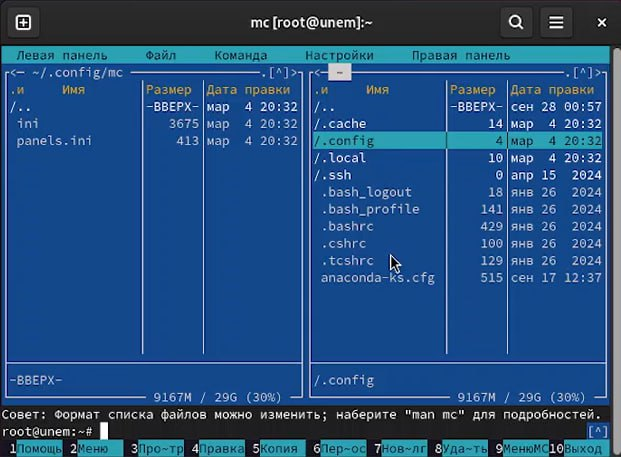 mc [root@unem]:~
Левая панель Файл Команда Настройки Правая панель
<─ ~/.config/mc .[^]>
.и Имя Размер Дата правки
/.. -ВВЕРХ- мар 4 20:32
ini 3675 мар 4 20:32
panels.ini 413 мар 4 20:32
-ВВЕРХ-
9167M / 29G (30%)
<─ ~ .[^]>
.и Имя Размер Дата правки
/.. -ВВЕРХ- сен 28 00:57
/.cache 14 мар 4 20:32
/.config 4 мар 4 20:32
/.local 10 мар 4 20:32
/.ssh 0 апр 15 2024
.bash_logout 18 янв 26 2024
.bash_profile 141 янв 26 2024
.bashrc 429 янв 26 2024
.cshrc 100 янв 26 2024
.tcshrc 129 янв 26 2024
anaconda-ks.cfg 515 сен 17 12:37
/.config
9167M / 29G (30%)
Совет: Формат списка файлов можно изменить; наберите "man mc" для подробностей.
root@unem:~# [^]
1Помощь 2Меню 3Про~тр 4Правка 5Копия 6Пер~ос 7Нов~лг 8Уда~ть 9МенюMC 10Выход